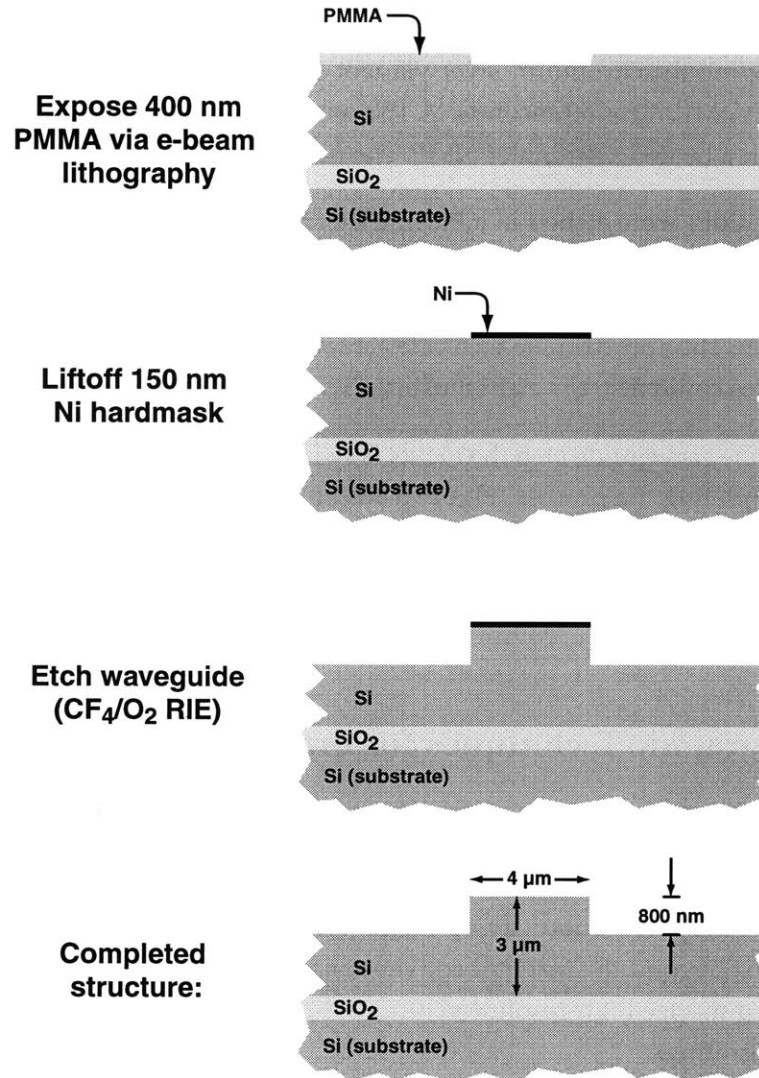 PMMA
Expose 400 nm
PMMA via e-beam
lithography
Si
SiO2
Si (substrate)
Ni
Liftoff 150 nm
Ni hardmask
Si
SiO2
Si (substrate)
Etch waveguide
(CF4/O2 RIE)
Si
SiO2
Si (substrate)
4 µm
800 nm
3 µm
Completed
structure:
Si
SiO2
Si (substrate)